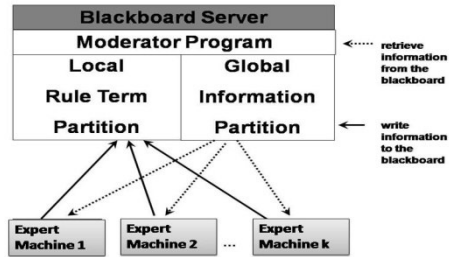 Blackboard Server
Moderator Program
Local
Rule Term
Partition
Global
Information
Partition
retrieve
information
from the
blackboard
write
information
to the
blackboard
Expert
Machine 1
Expert
Machine 2
...
Expert
Machine k